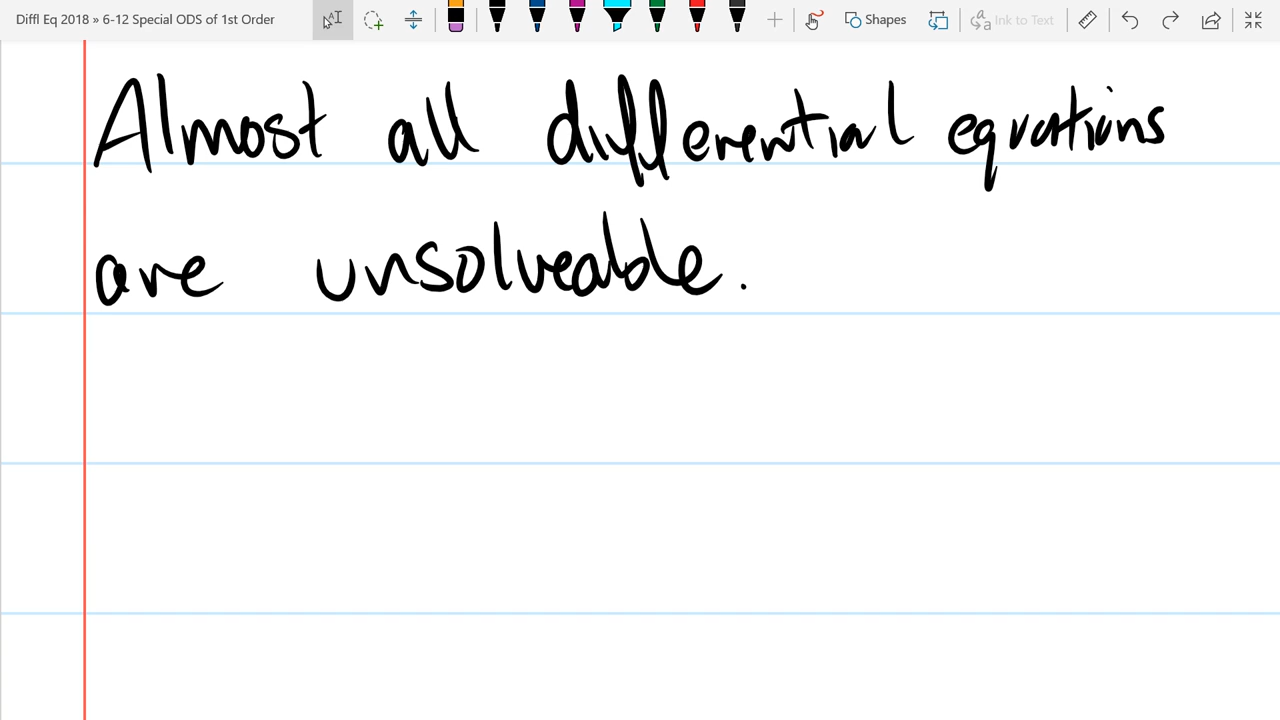 Diffl Eq 2018 » 6-12 Special ODS of 1st Order
Shapes
Ink to Text
Almost all differential equations
are unsolveable.